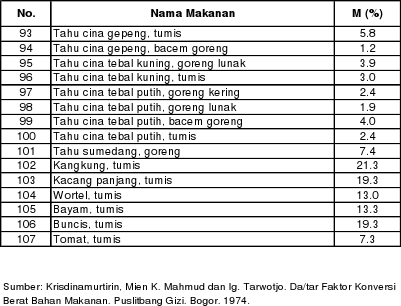 No. Nama Makanan M (%)
93 Tahu cina gepeng, tumis 5.8
94 Tahu cina gepeng, bacem goreng 1.2
95 Tahu cina tebal kuning, goreng lunak 3.9
96 Tahu cina tebal kuning, tumis 3.0
97 Tahu cina tebal putih, goreng kering 2.4
98 Tahu cina tebal putih, goreng lunak 1.9
99 Tahu cina tebal putih, bacem goreng 4.0
100 Tahu cina tebal putih, tumis 2.4
101 Tahu sumedang, goreng 7.4
102 Kangkung, tumis 21.3
103 Kacang panjang, tumis 19.3
104 Wortel, tumis 13.0
105 Bayam, tumis 13.3
106 Buncis, tumis 19.3
107 Tomat, tumis 7.3
Sumber: Krisdinamurtirin, Mien K. Mahmud dan Ig. Tarwotjo. Da/tar Faktor Konversi
Berat Bahan Makanan. Puslitbang Gizi. Bogor. 1974.